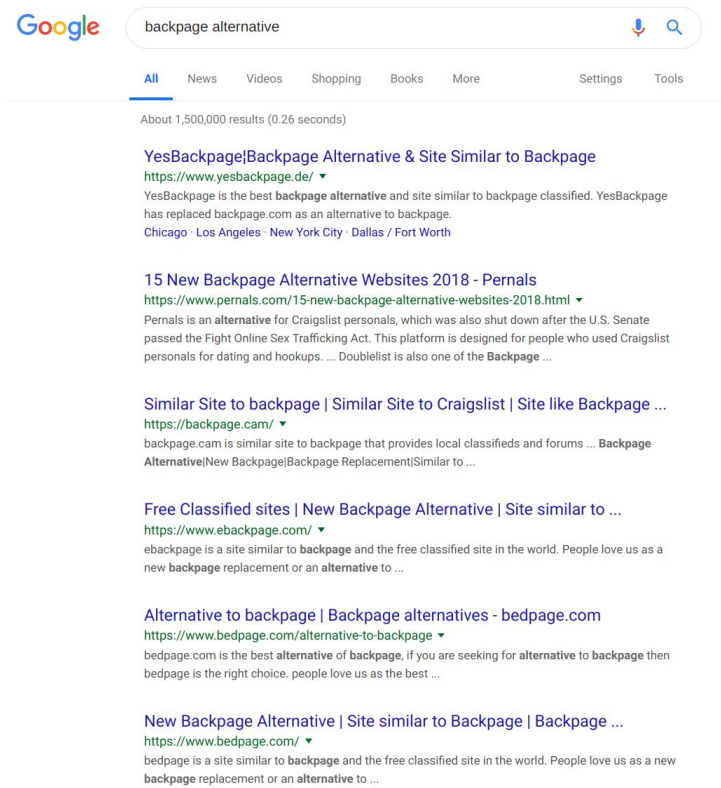 Google
backpage alternative
All News Videos Shopping Books More Settings Tools
About 1,500,000 results (0.26 seconds)
YesBackpage¦Backpage Alternative & Site Similar to Backpage
https://www.yesbackpage.de/
YesBackpage is the best backpage alternative and site similar to backpage classified. YesBackpage
has replaced backpage.com as an alternative to backpage.
Chicago · Los Angeles · New York City · Dallas / Fort Worth
15 New Backpage Alternative Websites 2018 - Pernals
https://www.pernals.com/15-new-backpage-alternative-websites-2018.html
Pernals is an alternative for Craigslist personals, which was also shut down after the U.S. Senate
passed the Fight Online Sex Trafficking Act. This platform is designed for people who used Craigslist
personals for dating and hookups. ... Doublelist is also one of the Backpage ...
Similar Site to backpage | Similar Site to Craigslist | Site like Backpage ...
https://backpage.cam/
backpage.cam is similar site to backpage that provides local classifieds and forums ... Backpage
Alternative|New Backpage|Backpage Replacement|Similar to ...
Free Classified sites | New Backpage Alternative | Site similar to ...
https://www.ebackpage.com/
ebackpage is a site similar to backpage and the free classified site in the world. People love us as a
new backpage replacement or an alternative to ...
Alternative to backpage | Backpage alternatives - bedpage.com
https://www.bedpage.com/alternative-to-backpage
bedpage.com is the best alternative of backpage, if you are seeking for alternative to backpage then
bedpage is the right choice. people love us as the best ...
New Backpage Alternative | Site similar to Backpage | Backpage ...
https://www.bedpage.com/
bedpage is a site similar to backpage and the free classified site in the world. People love us as a new
backpage replacement or an alternative to ...